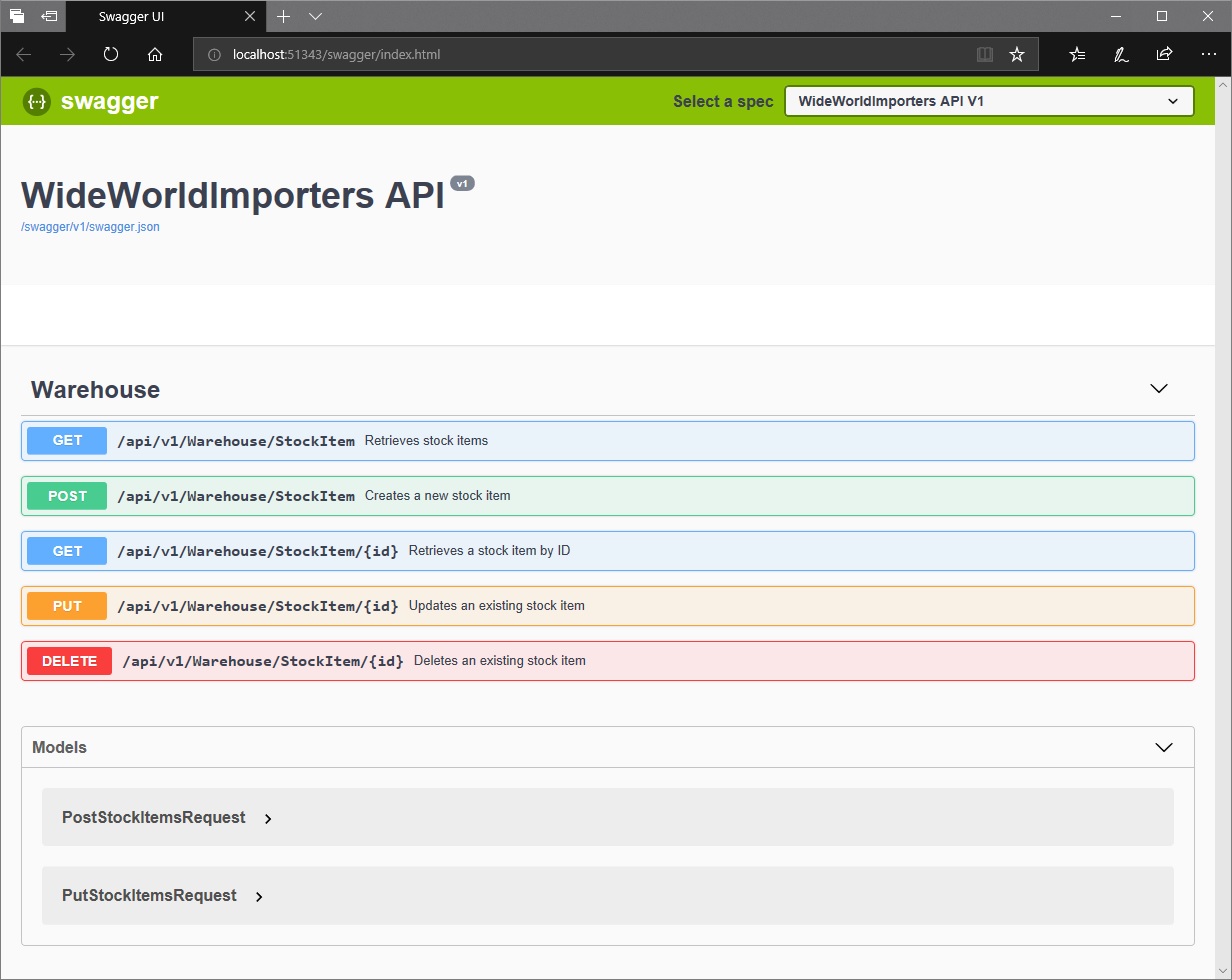 Swagger UI
localhost:51343/swagger/index.html
{··} swagger
Select a spec
WideWorldImporters API V1
WideWorldImporters API v1
/swagger/v1/swagger.json
Warehouse
GET /api/v1/Warehouse/StockItem Retrieves stock items
POST /api/v1/Warehouse/StockItem Creates a new stock item
GET /api/v1/Warehouse/StockItem/{id} Retrieves a stock item by ID
PUT /api/v1/Warehouse/StockItem/{id} Updates an existing stock item
DELETE /api/v1/Warehouse/StockItem/{id} Deletes an existing stock item
Models
PostStockItemsRequest
PutStockItemsRequest